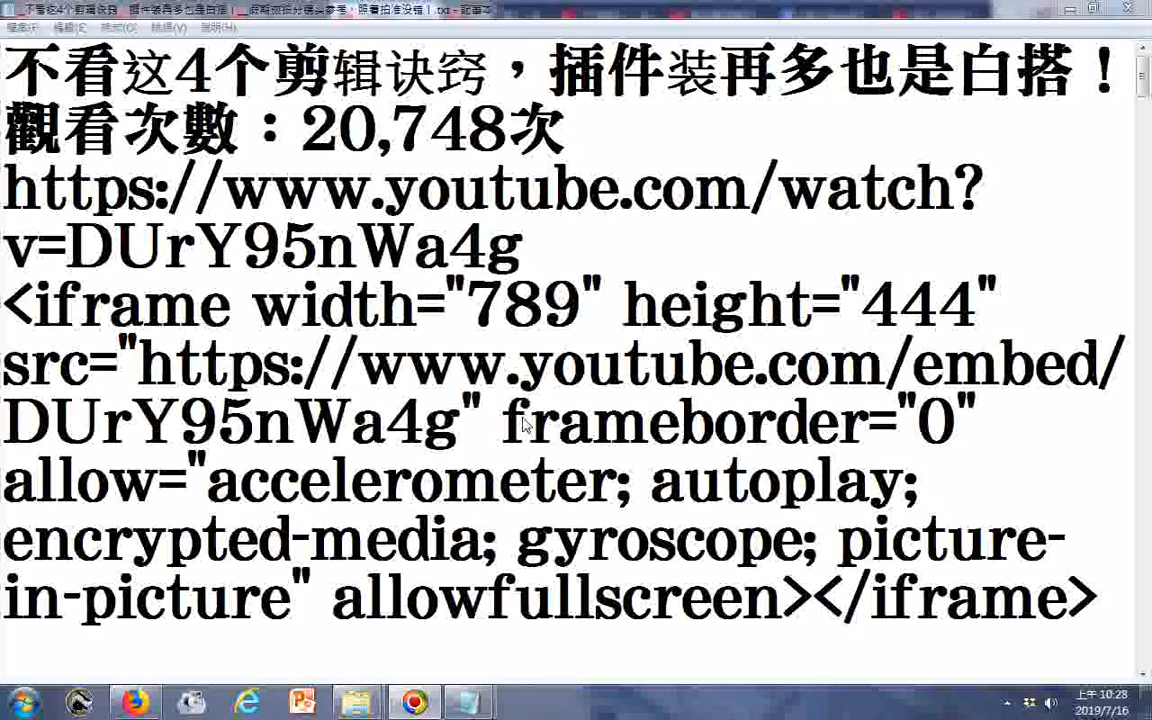 不看这4个剪辑诀窍，插件装再多也是白搭！
觀看次數：20,748次
https://www.youtube.com/watch?
v=DUrY95nWa4g
<iframe width="789" height="444"
src="https://www.youtube.com/embed/
DUrY95nWa4g" frameborder="0"
allow="accelerometer; autoplay;
encrypted-media; gyroscope; picture-
in-picture" allowfullscreen></iframe>
上午 10:28
2019/7/16